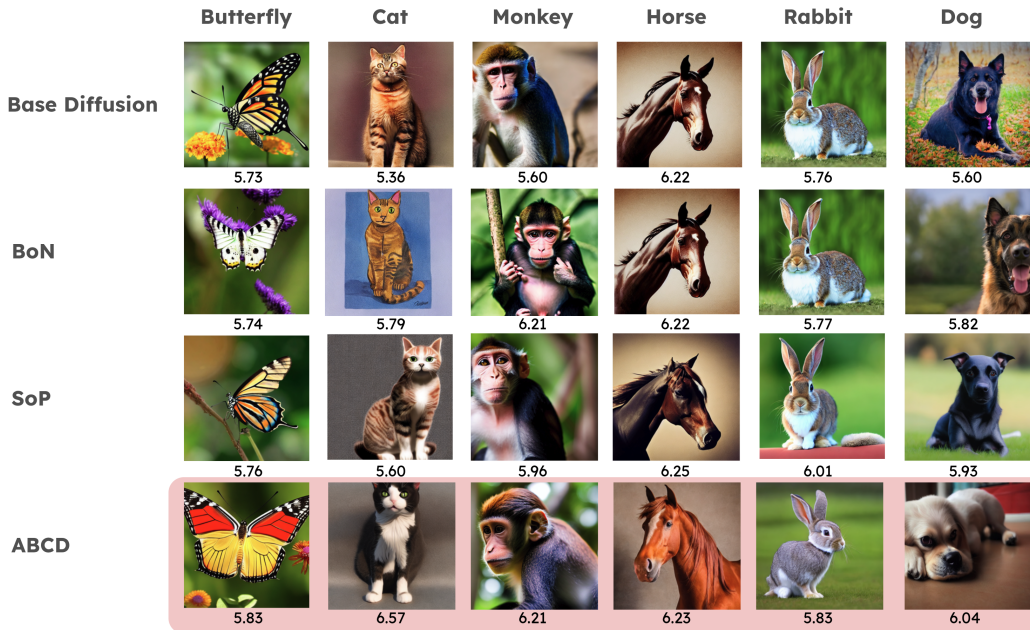 Butterfly Cat Monkey Horse Rabbit Dog
Base Diffusion
5.73 5.36 5.60 6.22 5.76 5.60
BoN
5.74 5.79 6.21 6.22 5.77 5.82
SoP
5.76 5.60 5.96 6.25 6.01 5.93
ABCD
5.83 6.57 6.21 6.23 5.83 6.04